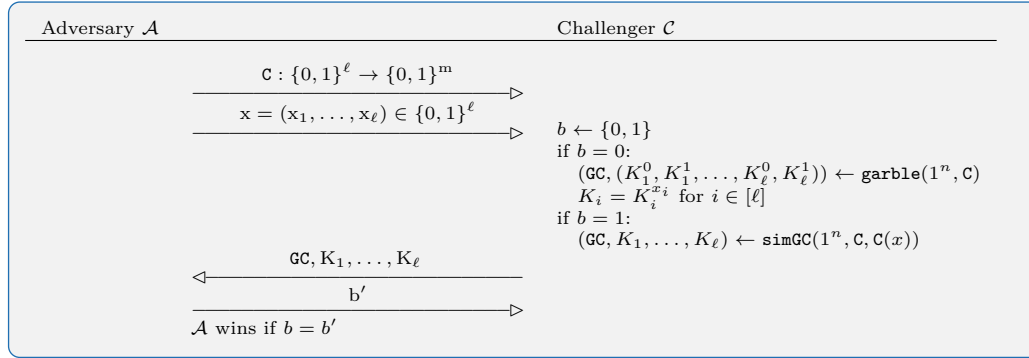 Adversary 𝒜 Challenger 𝒞
C : {0, 1}^ℓ → {0, 1}^m
x = (x₁, . . . , x_ℓ) ∈ {0, 1}^ℓ
b ← {0, 1}
if b = 0:
(GC, (K_1^0, K_1^1, . . . , K_ℓ^0, K_ℓ^1)) ← garble(1^n, C)
K_i = K_i^{x_i} for i ∈ [ℓ]
if b = 1:
(GC, K_1, . . . , K_ℓ) ← simGC(1^n, C, C(x))
GC, K_1, . . . , K_ℓ
b′
𝒜 wins if b = b′